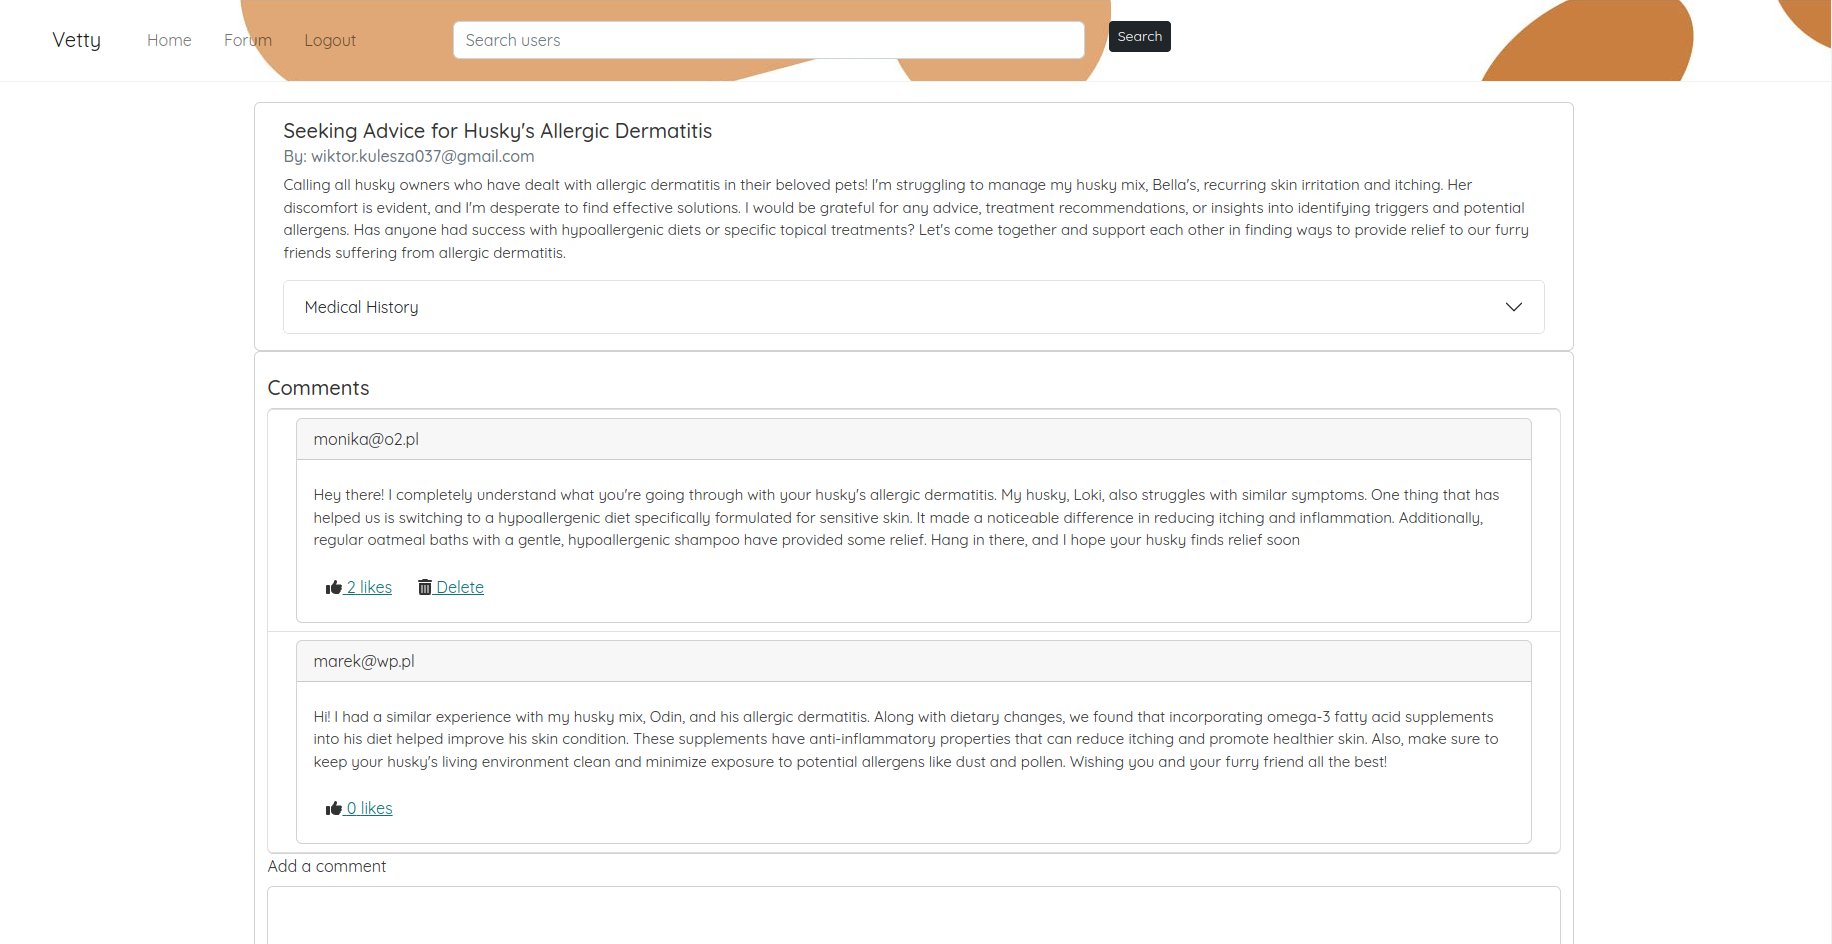 Vetty Home Forum Logout Search users Search
Seeking Advice for Husky's Allergic Dermatitis
By: wiktor.kulesza037@gmail.com
Calling all husky owners who have dealt with allergic dermatitis in their beloved pets! I'm struggling to manage my husky mix, Bella's, recurring skin irritation and itching. Her
discomfort is evident, and I'm desperate to find effective solutions. I would be grateful for any advice, treatment recommendations, or insights into identifying triggers and potential
allergens. Has anyone had success with hypoallergenic diets or specific topical treatments? Let's come together and support each other in finding ways to provide relief to our furry
friends suffering from allergic dermatitis.
Medical History
Comments
monika@o2.pl
Hey there! I completely understand what you're going through with your husky's allergic dermatitis. My husky, Loki, also struggles with similar symptoms. One thing that has
helped us is switching to a hypoallergenic diet specifically formulated for sensitive skin. It made a noticeable difference in reducing itching and inflammation. Additionally,
regular oatmeal baths with a gentle, hypoallergenic shampoo have provided some relief. Hang in there, and I hope your husky finds relief soon
2 likes Delete
marek@wp.pl
Hi! I had a similar experience with my husky mix, Odin, and his allergic dermatitis. Along with dietary changes, we found that incorporating omega-3 fatty acid supplements
into his diet helped improve his skin condition. These supplements have anti-inflammatory properties that can reduce itching and promote healthier skin. Also, make sure to
keep your husky's living environment clean and minimize exposure to potential allergens like dust and pollen. Wishing you and your furry friend all the best!
0 likes
Add a comment